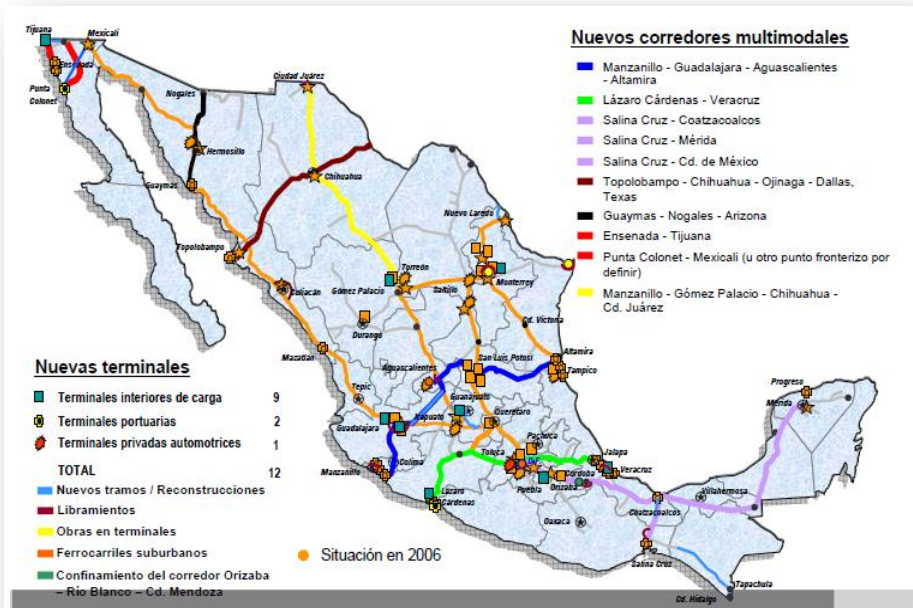 Nuevos corredores multimodales
Manzanillo - Guadalajara - Aguascalientes
- Altamira
Lázaro Cárdenas - Veracruz
Salina Cruz - Coatzacoalcos
Salina Cruz - Mérida
Salina Cruz - Cd. de México
Topolobampo - Chihuahua - Ojinaga - Dallas,
Texas
Guaymas - Nogales - Arizona
Ensenada - Tijuana
Punta Colonet - Mexicali (u otro punto fronterizo por
definir)
Manzanillo - Gómez Palacio - Chihuahua -
Cd. Juárez
Tijuana
Mexicali
Ensenada
Punta
Colonet
Nogales
Ciudad Juárez
Hermosillo
Chihuahua
Guaymas
Nuevo Laredo
Topolobampo
Torreón
Gómez Palacio
Saltillo
Monterrey
Culiacán
Durango
Cd. Victoria
Mazatlán
Aguascalientes
San Luis Potosí
Altamira
Tampico
Tepic
Guanajuato
Irapuato
Querétaro
Guadalajara
Pachuca
Progreso
Mérida
Manzanillo
Colima
Toluca
D.F.
Jalapa
Veracruz
Córdoba
Puebla
Orizaba
Lázaro
Cárdenas
Villahermosa
Coatzacoalcos
Oaxaca
Salina Cruz
Tapachula
Cd. Hidalgo
Nuevas terminales
Terminales interiores de carga 9
Terminales portuarias 2
Terminales privadas automotrices 1
TOTAL 12
Nuevos tramos / Reconstrucciones
Libramientos
Obras en terminales
Ferrocarriles suburbanos
Confinamiento del corredor Orizaba
– Río Blanco – Cd. Mendoza
Situación en 2006